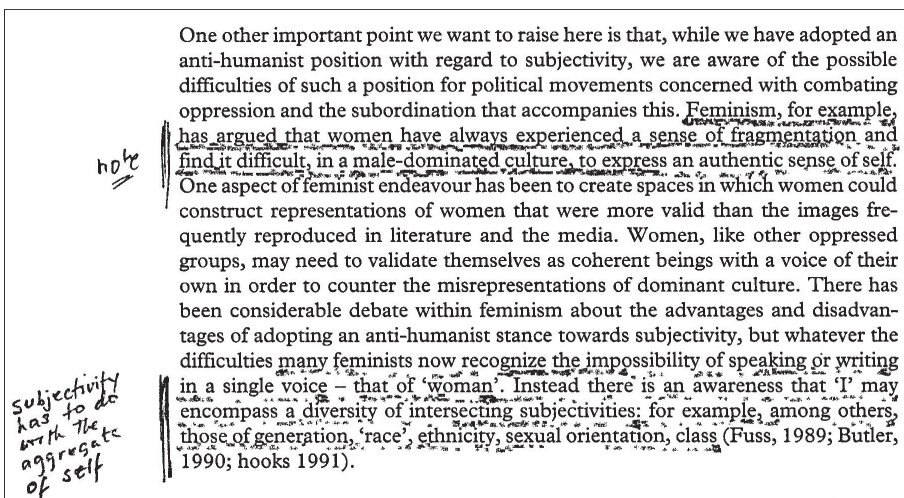 One other important point we want to raise here is that, while we have adopted an
anti-humanist position with regard to subjectivity, we are aware of the possible
difficulties of such a position for political movements concerned with combating
oppression and the subordination that accompanies this. Feminism, for example,
has argued that women have always experienced a sense of fragmentation and
note
find it difficult, in a male-dominated culture, to express an authentic sense of self.
One aspect of feminist endeavour has been to create spaces in which women could
construct representations of women that were more valid than the images fre-
quently reproduced in literature and the media. Women, like other oppressed
groups, may need to validate themselves as coherent beings with a voice of their
own in order to counter the misrepresentations of dominant culture. There has
been considerable debate within feminism about the advantages and disadvan-
tages of adopting an anti-humanist stance towards subjectivity, but whatever the
difficulties many feminists now recognize the impossibility of speaking or writing
in a single voice – that of ‘woman’. Instead there is an awareness that ‘I’ may
encompass a diversity of intersecting subjectivities: for example, among others,
those of generation, ‘race’, ethnicity, sexual orientation, class (Fuss, 1989; Butler,
1990; hooks 1991).
subjectivity
has to do
with the
aggregate
of self